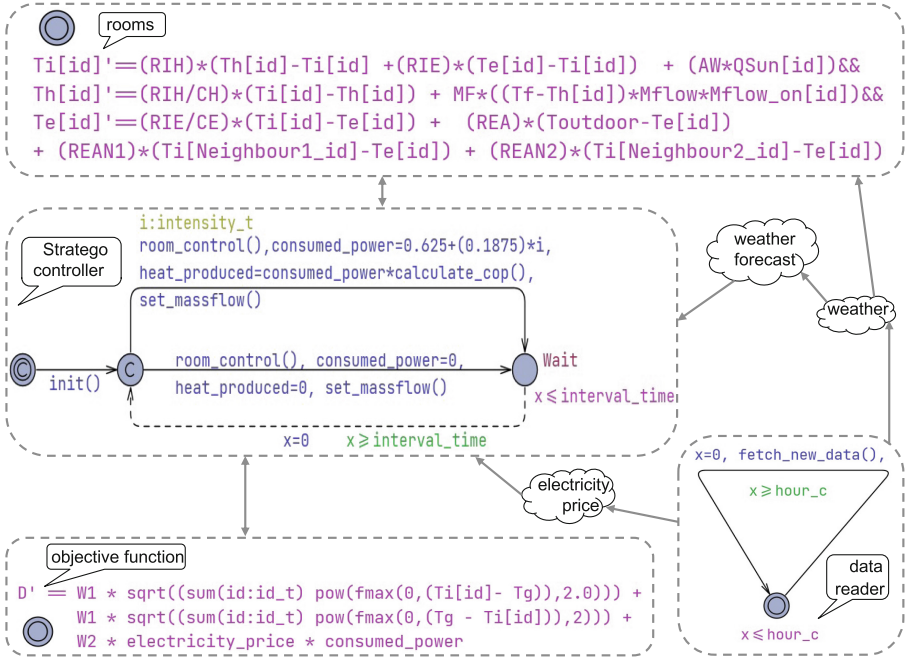 rooms
Ti[id]'==(RIH)*(Th[id]-Ti[id] +(RIE)*(Te[id]-Ti[id]) + (AW*QSun[id])&&
Th[id]'==(RIH/CH)*(Ti[id]-Th[id]) + MF*((Tf-Th[id])*Mflow*Mflow_on[id])&&
Te[id]'==(RIE/CE)*(Ti[id]-Te[id]) + (REA)*(Toutdoor-Te[id])
+ (REAN1)*(Ti[Neighbour1_id]-Te[id]) + (REAN2)*(Ti[Neighbour2_id]-Te[id])
Stratego
controller
i:intensity_t
room_control(),consumed_power=0.625+(0.1875)*i,
heat_produced=consumed_power*calculate_cop(),
set_massflow()
C
init()
C
room_control(), consumed_power=0,
heat_produced=0, set_massflow()
Wait
x≤interval_time
x=0 x≥interval_time
weather
forecast
weather
electricity
price
x=0, fetch_new_data(),
x≥hour_c
data
reader
x≤hour_c
objective function
D' == W1 * sqrt((sum(id:id_t) pow(fmax(0,(Ti[id]- Tg)),2.0))) +
W1 * sqrt((sum(id:id_t) pow(fmax(0,(Tg - Ti[id])),2))) +
W2 * electricity_price * consumed_power